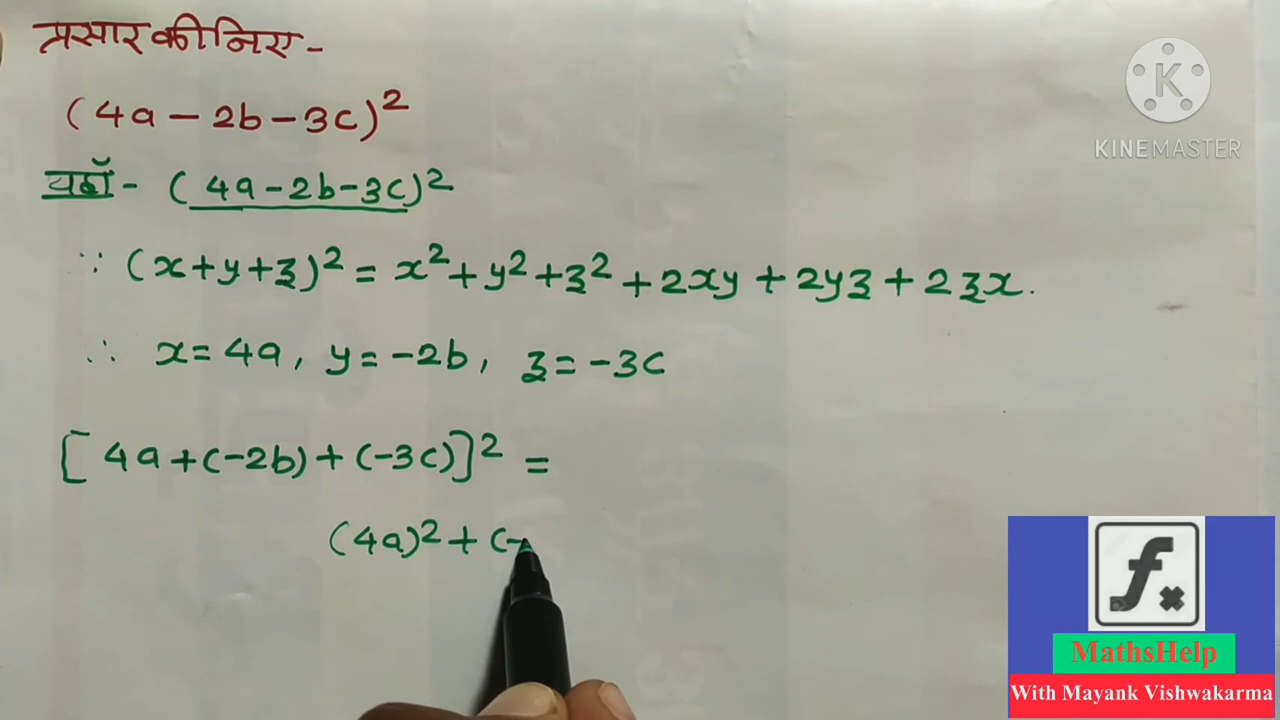 प्रसार कीजिए -
(4a - 2b - 3c)²
यहाँ - (4a - 2b - 3c)²
∵ (x + y + z)² = x² + y² + z² + 2xy + 2yz + 2zx.
∴ x = 4a, y = -2b, z = -3c
[4a + (-2b) + (-3c)]² =
(4a)² + (-
K
KINEMASTER
f×
MathsHelp
With Mayank Vishwakarma